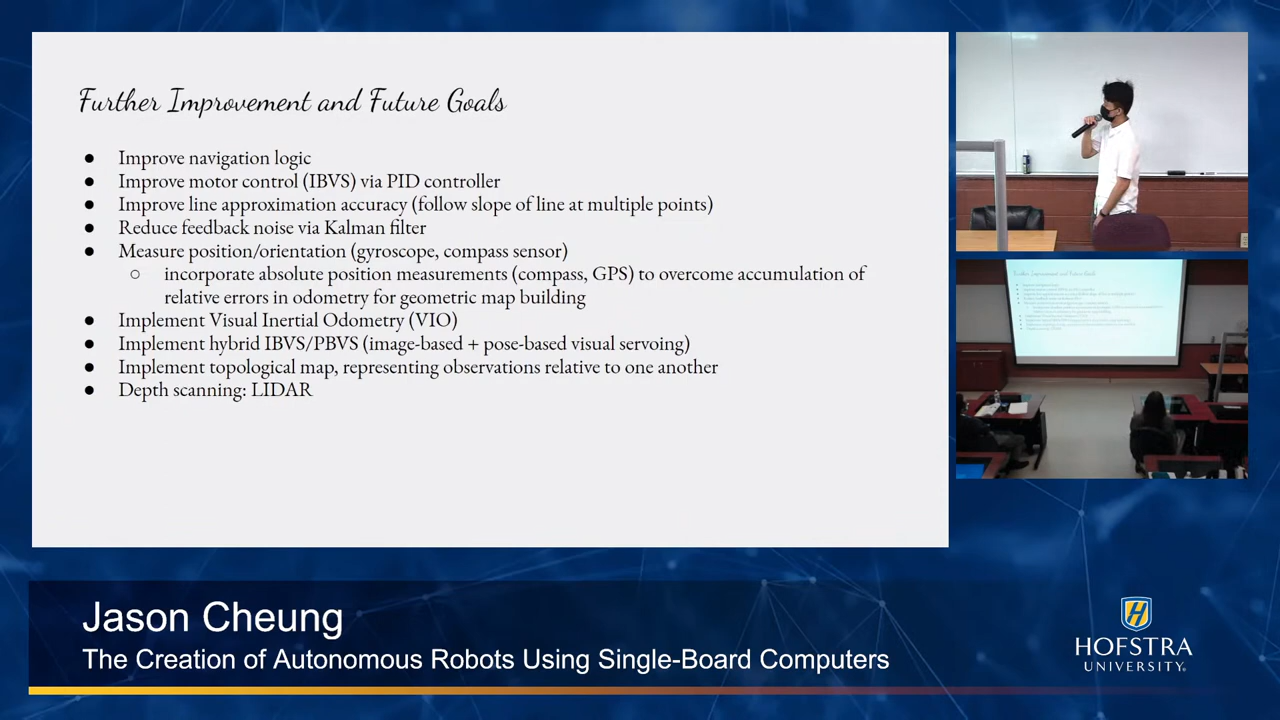 Further Improvement and Future Goals
● Improve navigation logic
● Improve motor control (IBVS) via PID controller
● Improve line approximation accuracy (follow slope of line at multiple points)
● Reduce feedback noise via Kalman filter
● Measure position/orientation (gyroscope, compass sensor)
○ incorporate absolute position measurements (compass, GPS) to overcome accumulation of
relative errors in odometry for geometric map building
● Implement Visual Inertial Odometry (VIO)
● Implement hybrid IBVS/PBVS (image-based + pose-based visual servoing)
● Implement topological map, representing observations relative to one another
● Depth scanning: LIDAR
Further Improvement and Future Goals
Jason Cheung
The Creation of Autonomous Robots Using Single-Board Computers
HOFSTRA
UNIVERSITY®